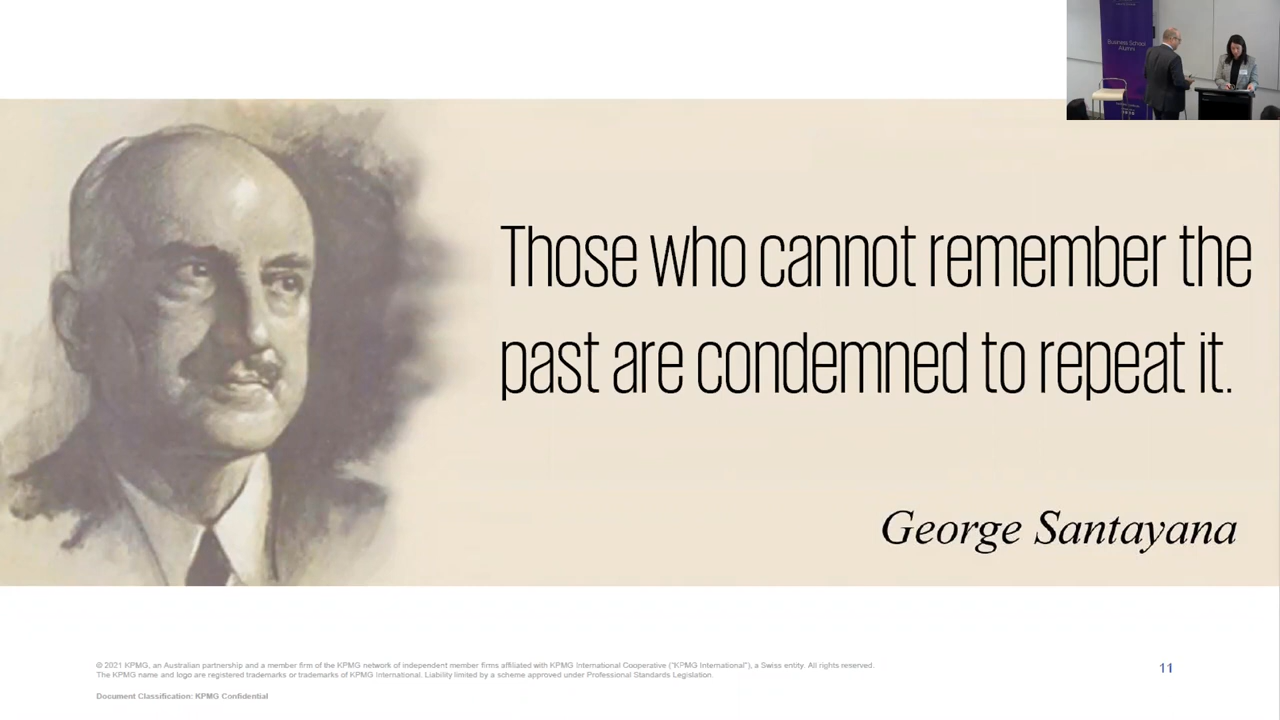 Business School
Alumni
Those who cannot remember the
past are condemned to repeat it.
George Santayana
© 2021 KPMG, an Australian partnership and a member firm of the KPMG network of independent member firms affiliated with KPMG International Cooperative ("KPMG International"), a Swiss entity. All rights reserved.
The KPMG name and logo are registered trademarks or trademarks of KPMG International. Liability limited by a scheme approved under Professional Standards Legislation.
11
Document Classification: KPMG Confidential